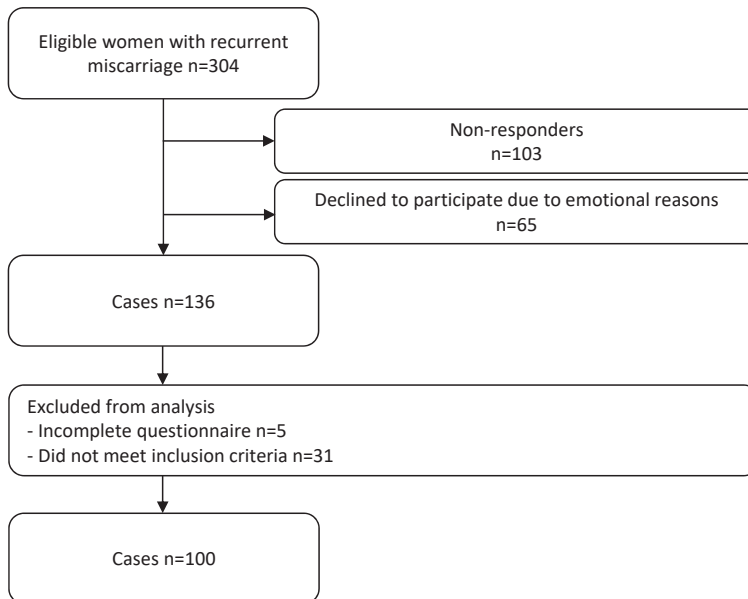 Eligible women with recurrent
miscarriage n=304
Non-responders
n=103
Declined to participate due to emotional reasons
n=65
Cases n=136
Excluded from analysis
- Incomplete questionnaire n=5
- Did not meet inclusion criteria n=31
Cases n=100